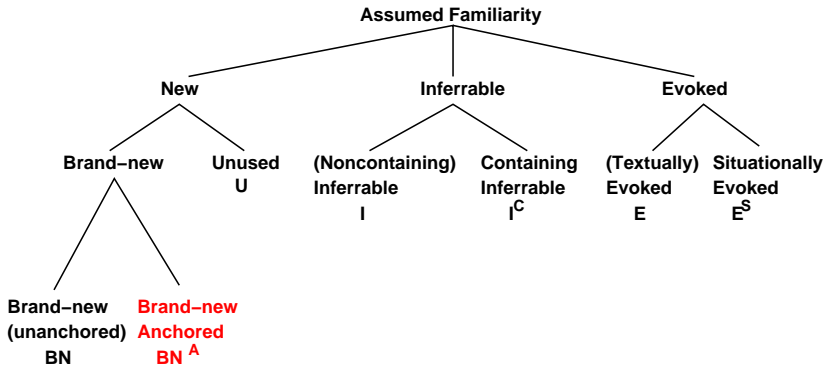 Assumed Familiarity
New
Inferrable
Evoked
Brand−new
Unused
U
(Noncontaining)
Inferrable
I
Containing
Inferrable
I^C
(Textually)
Evoked
E
Situationally
Evoked
E^S
Brand−new
(unanchored)
BN
Brand−new
Anchored
BN^A